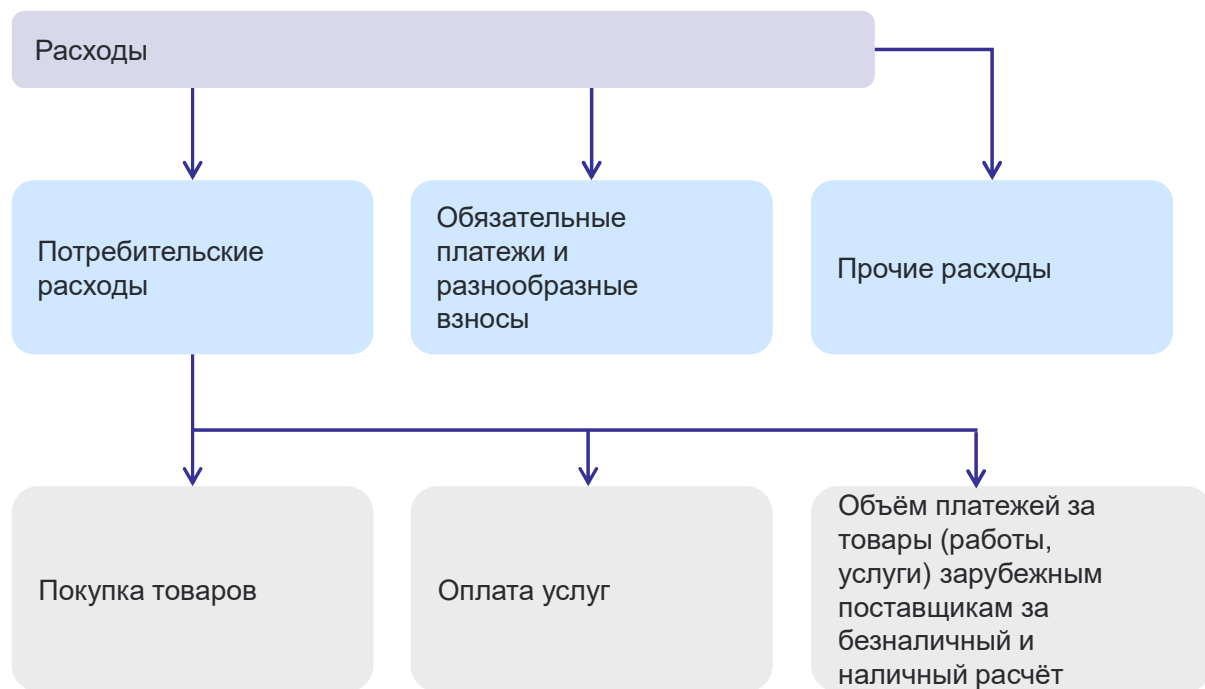 Расходы
Потребительские
расходы
Обязательные
платежи и
разнообразные
взносы
Прочие расходы
Покупка товаров
Оплата услуг
Объём платежей за
товары (работы,
услуги) зарубежным
поставщикам за
безналичный и
наличный расчёт